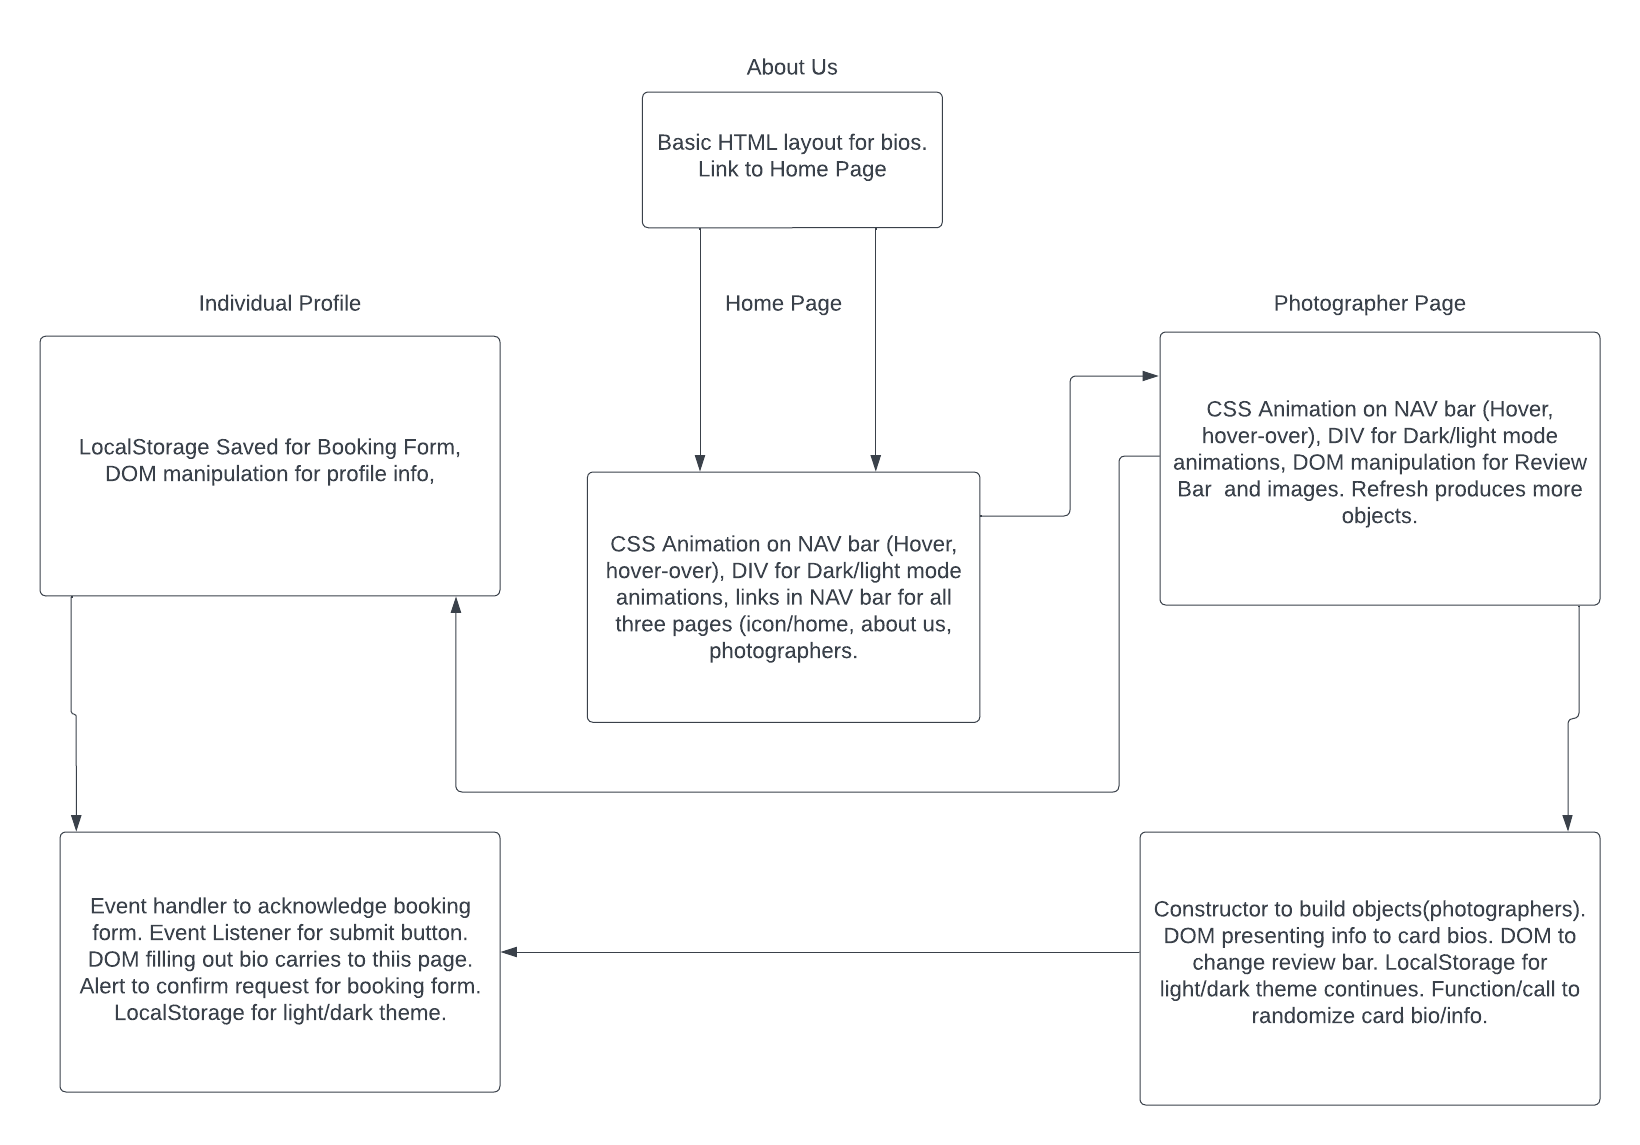 About Us
Basic HTML layout for bios.
Link to Home Page
Individual Profile
Home Page
Photographer Page
LocalStorage Saved for Booking Form,
DOM manipulation for profile info,
CSS Animation on NAV bar (Hover,
hover-over), DIV for Dark/light mode
animations, links in NAV bar for all
three pages (icon/home, about us,
photographers.
CSS Animation on NAV bar (Hover,
hover-over), DIV for Dark/light mode
animations, DOM manipulation for Review
Bar  and images. Refresh produces more
objects.
Event handler to acknowledge booking
form. Event Listener for submit button.
DOM filling out bio carries to thiis page.
Alert to confirm request for booking form.
LocalStorage for light/dark theme.
Constructor to build objects(photographers).
DOM presenting info to card bios. DOM to
change review bar. LocalStorage for
light/dark theme continues. Function/call to
randomize card bio/info.